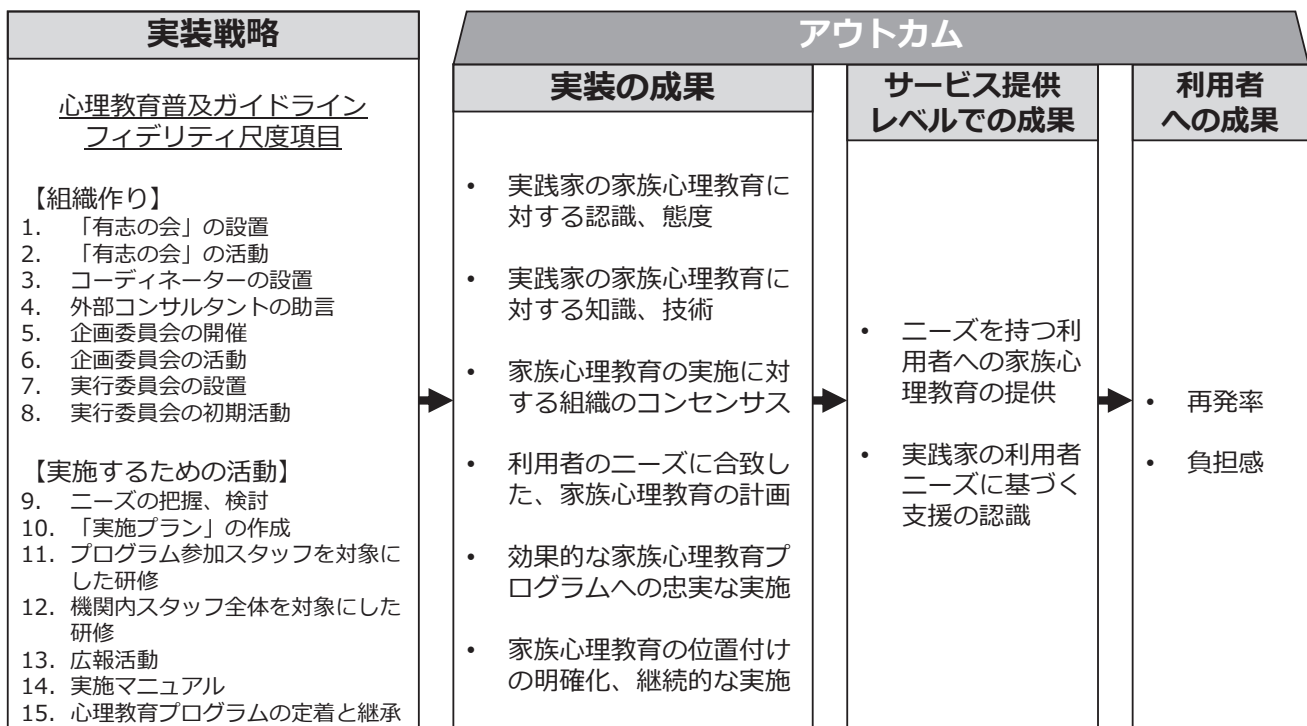 実装戦略
心理教育普及ガイドライン
フィデリティ尺度項目
【組織作り】
1. 「有志の会」の設置
2. 「有志の会」の活動
3. コーディネーターの設置
4. 外部コンサルタントの助言
5. 企画委員会の開催
6. 企画委員会の活動
7. 実行委員会の設置
8. 実行委員会の初期活動
【実施するための活動】
9. ニーズの把握、検討
10. 「実施プラン」の作成
11. プログラム参加スタッフを対象に
した研修
12. 機関内スタッフ全体を対象にした
研修
13. 広報活動
14. 実施マニュアル
15. 心理教育プログラムの定着と継承
アウトカム
実装の成果
• 実践家の家族心理教育に
対する認識、態度
• 実践家の家族心理教育に
対する知識、技術
• 家族心理教育の実施に対
する組織のコンセンサス
• 利用者のニーズに合致し
た、家族心理教育の計画
• 効果的な家族心理教育プ
ログラムへの忠実な実施
• 家族心理教育の位置付け
の明確化、継続的な実施
サービス提供
レベルでの成果
• ニーズを持つ利
用者への家族心
理教育の提供
• 実践家の利用者
ニーズに基づく
支援の認識
利用者
への成果
• 再発率
• 負担感